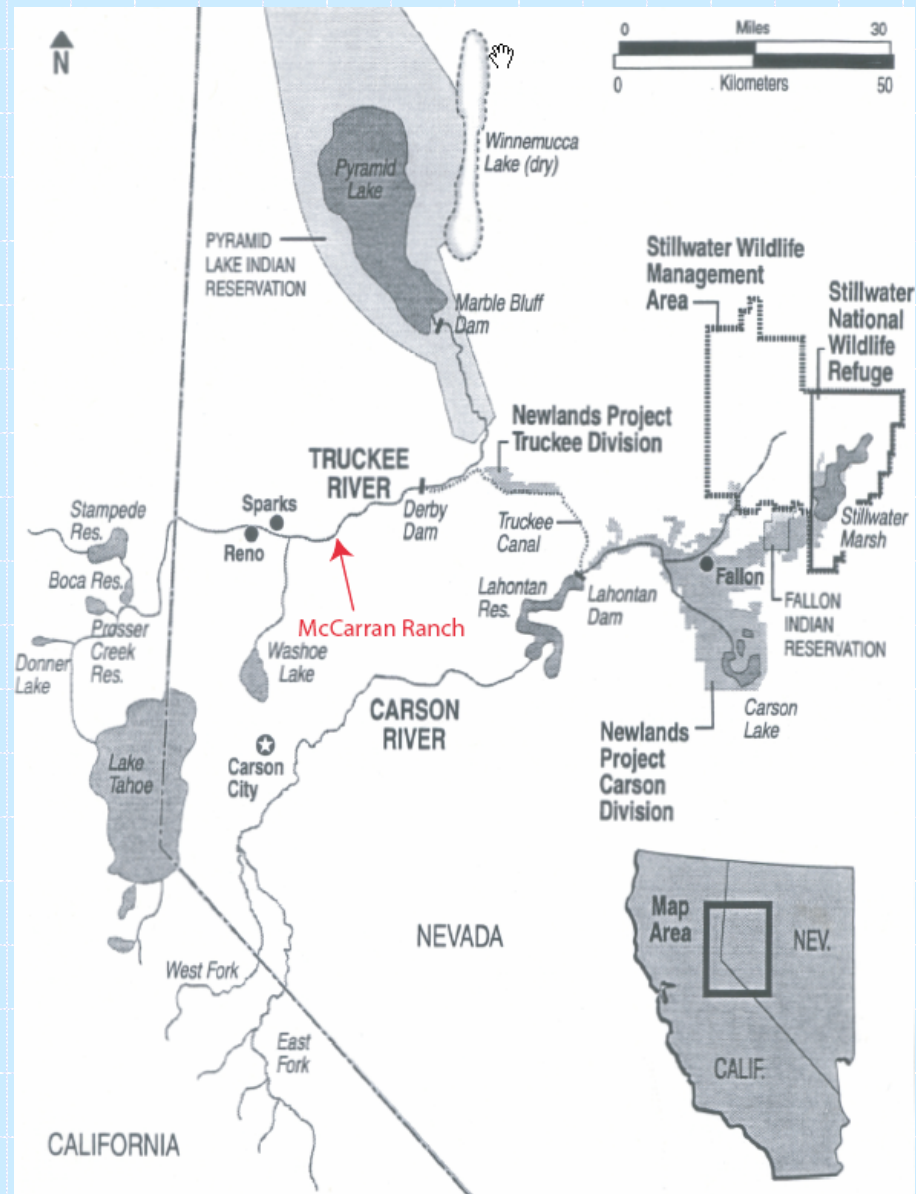 N
0 Miles 30
0 Kilometers 50
Winnemucca
Lake (dry)
Pyramid
Lake
PYRAMID
LAKE INDIAN
RESERVATION
Marble Bluff
Dam
Stillwater Wildlife
Management
Area
Stillwater
National
Wildlife
Refuge
Newlands Project
Truckee Division
TRUCKEE
RIVER
Derby
Dam
Truckee
Canal
Stillwater
Marsh
Stampede
Res.
Sparks
Reno
Boca Res.
Prosser
Creek
Res.
Donner
Lake
McCarran Ranch
Washoe
Lake
Lahontan
Res.
Lahontan
Dam
Fallon
FALLON
INDIAN
RESERVATION
CARSON
RIVER
Carson
Lake
Newlands
Project
Carson
Division
Lake
Tahoe
Carson
City
NEVADA
West Fork
East
Fork
CALIFORNIA
Map
Area
NEV.
CALIF.